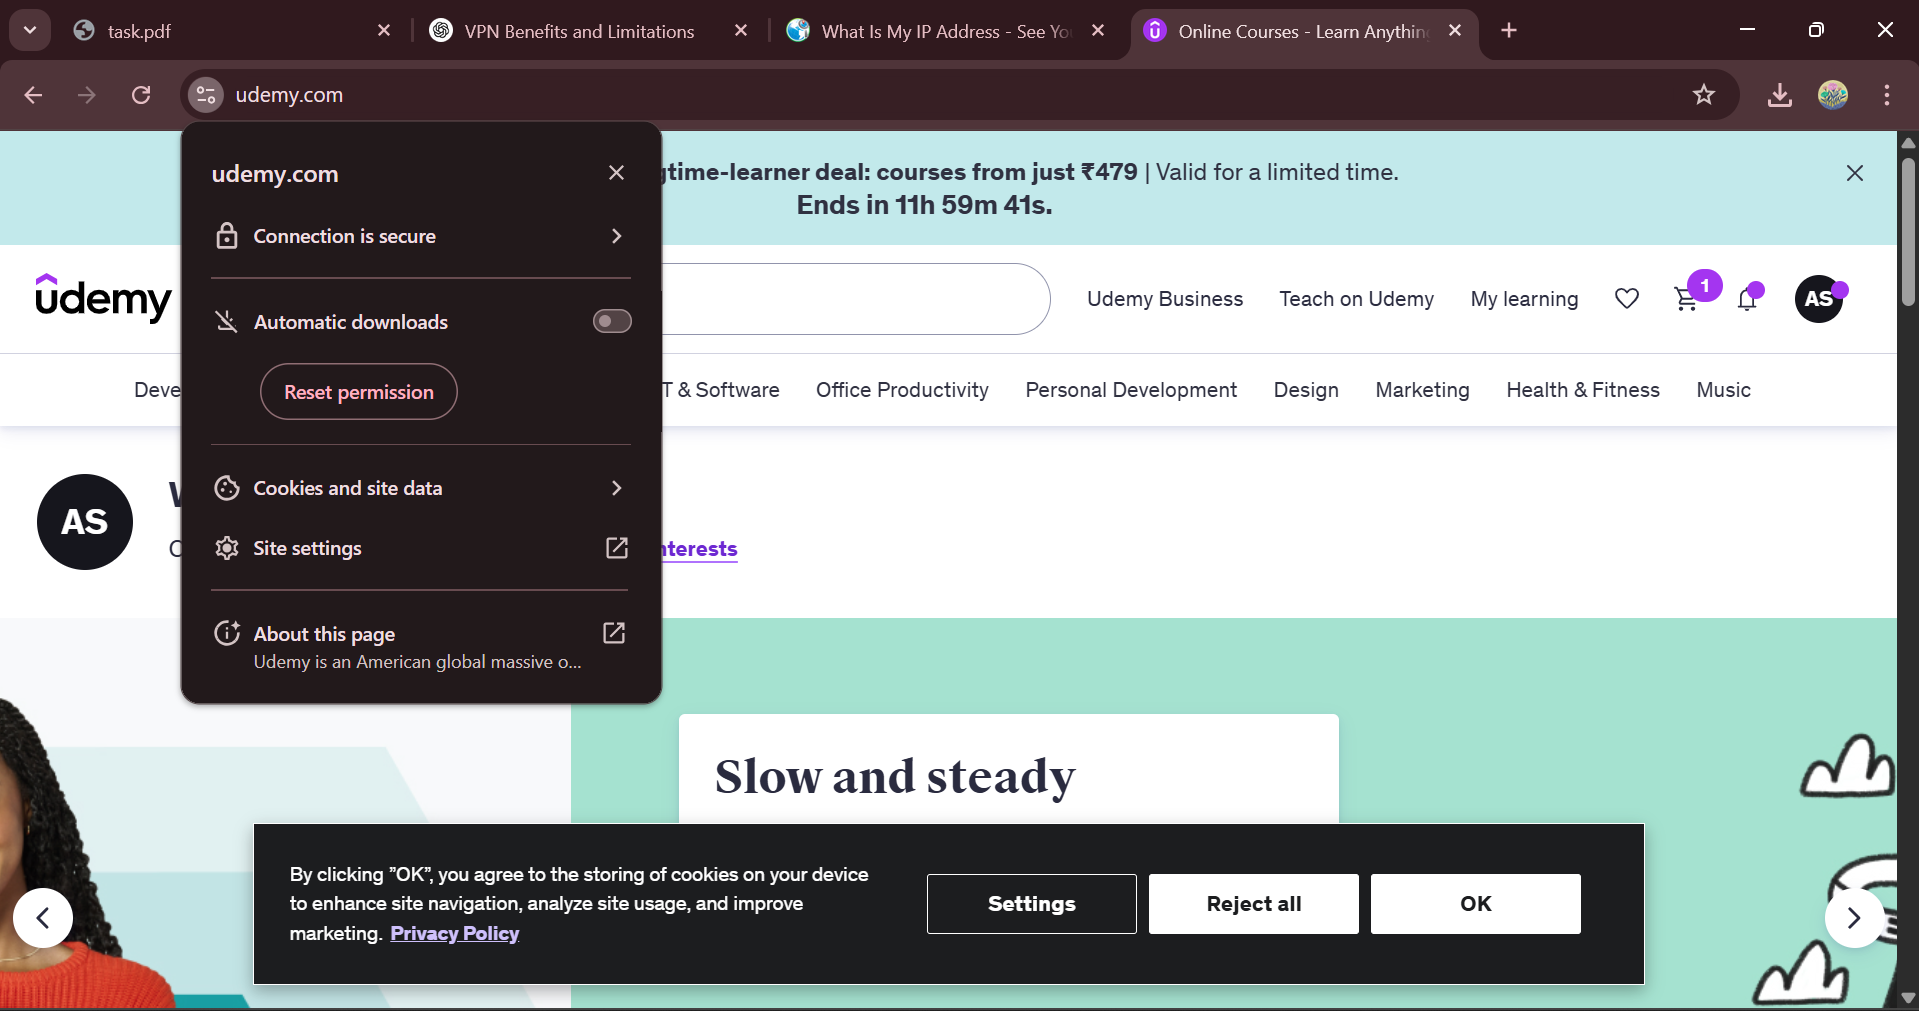 task.pdf
VPN Benefits and Limitations
What Is My IP Address - See Yo
Online Courses - Learn Anythin
udemy.com
gtime-learner deal: courses from just ₹479 | Valid for a limited time.
Ends in 11h 59m 41s.
udemy.com
Connection is secure
Automatic downloads
Reset permission
Cookies and site data
Site settings
About this page
Udemy is an American global massive o...
udemy
Udemy Business
Teach on Udemy
My learning
1
AS
Deve
T & Software
Office Productivity
Personal Development
Design
Marketing
Health & Fitness
Music
AS
nterests
Slow and steady
By clicking ”OK”, you agree to the storing of cookies on your device
to enhance site navigation, analyze site usage, and improve
marketing. Privacy Policy
Settings
Reject all
OK